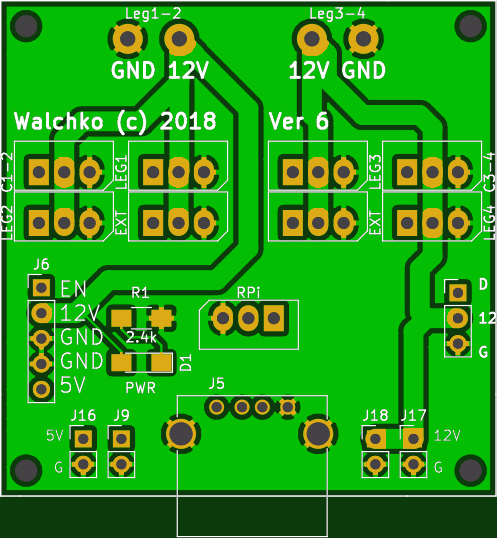 Leg1-2 Leg3-4
GND 12V 12V GND
Walchko (c) 2018 Ver 6
C1-2 LEG1 LEG3 C3-4
LEG2 EXT EXT LEG4
J6
EN
12V
GND
GND
5V
R1
2.4k
D1
PWR
RPi
D
12
G
J5
J16 J9 J18 J17
5V 12V
G G